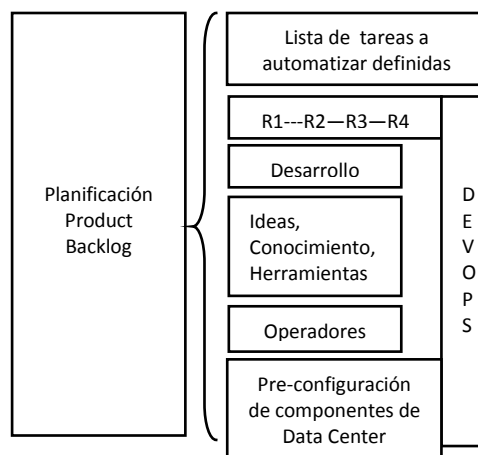 Planificación
Product
Backlog
Lista de tareas a
automatizar definidas
R1---R2—R3—R4
Desarrollo
Ideas,
Conocimiento,
Herramientas
Operadores
Pre-configuración
de componentes de
Data Center
D
E
V
O
P
S